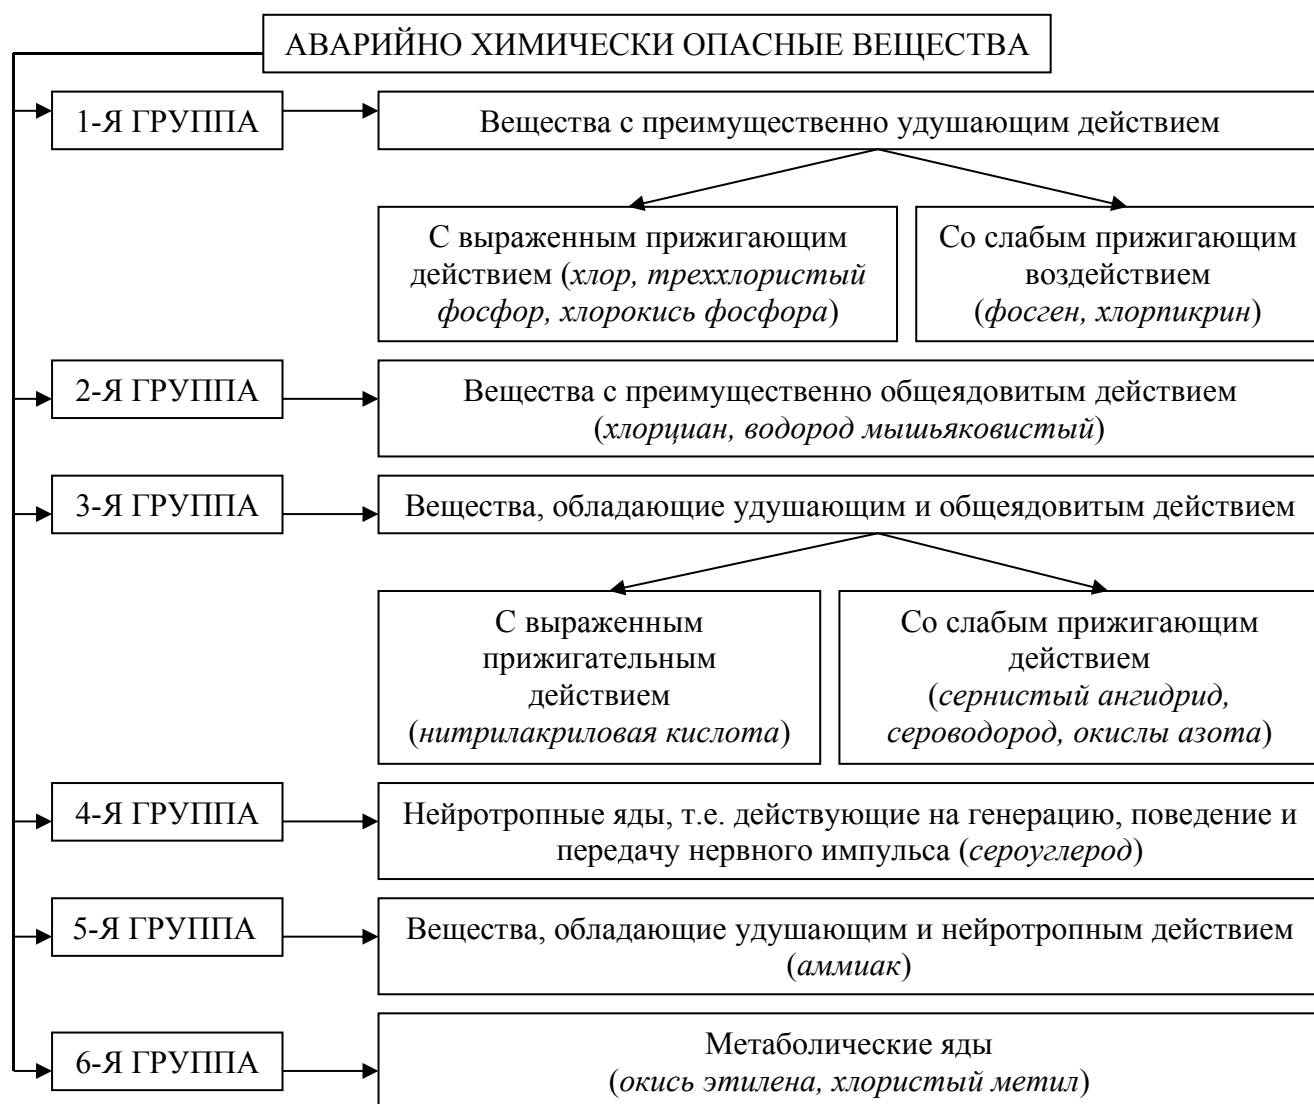 АВАРИЙНО ХИМИЧЕСКИ ОПАСНЫЕ ВЕЩЕСТВА
1-Я ГРУППА
Вещества с преимущественно удушающим действием
С выраженным прижигающим
действием (хлор, треххлористый
фосфор, хлорокись фосфора)
Со слабым прижигающим
воздействием
(фосген, хлорпикрин)
2-Я ГРУППА
Вещества с преимущественно общеядовитым действием
(хлорциан, водород мышьяковистый)
3-Я ГРУППА
Вещества, обладающие удушающим и общеядовитым действием
С выраженным
прижигательным
действием
(нитрилакриловая кислота)
Со слабым прижигающим
действием
(сернистый ангидрид,
сероводород, окислы азота)
4-Я ГРУППА
Нейротропные яды, т.е. действующие на генерацию, поведение и
передачу нервного импульса (сероуглерод)
5-Я ГРУППА
Вещества, обладающие удушающим и нейротропным действием
(аммиак)
6-Я ГРУППА
Метаболические яды
(окись этилена, хлористый метил)